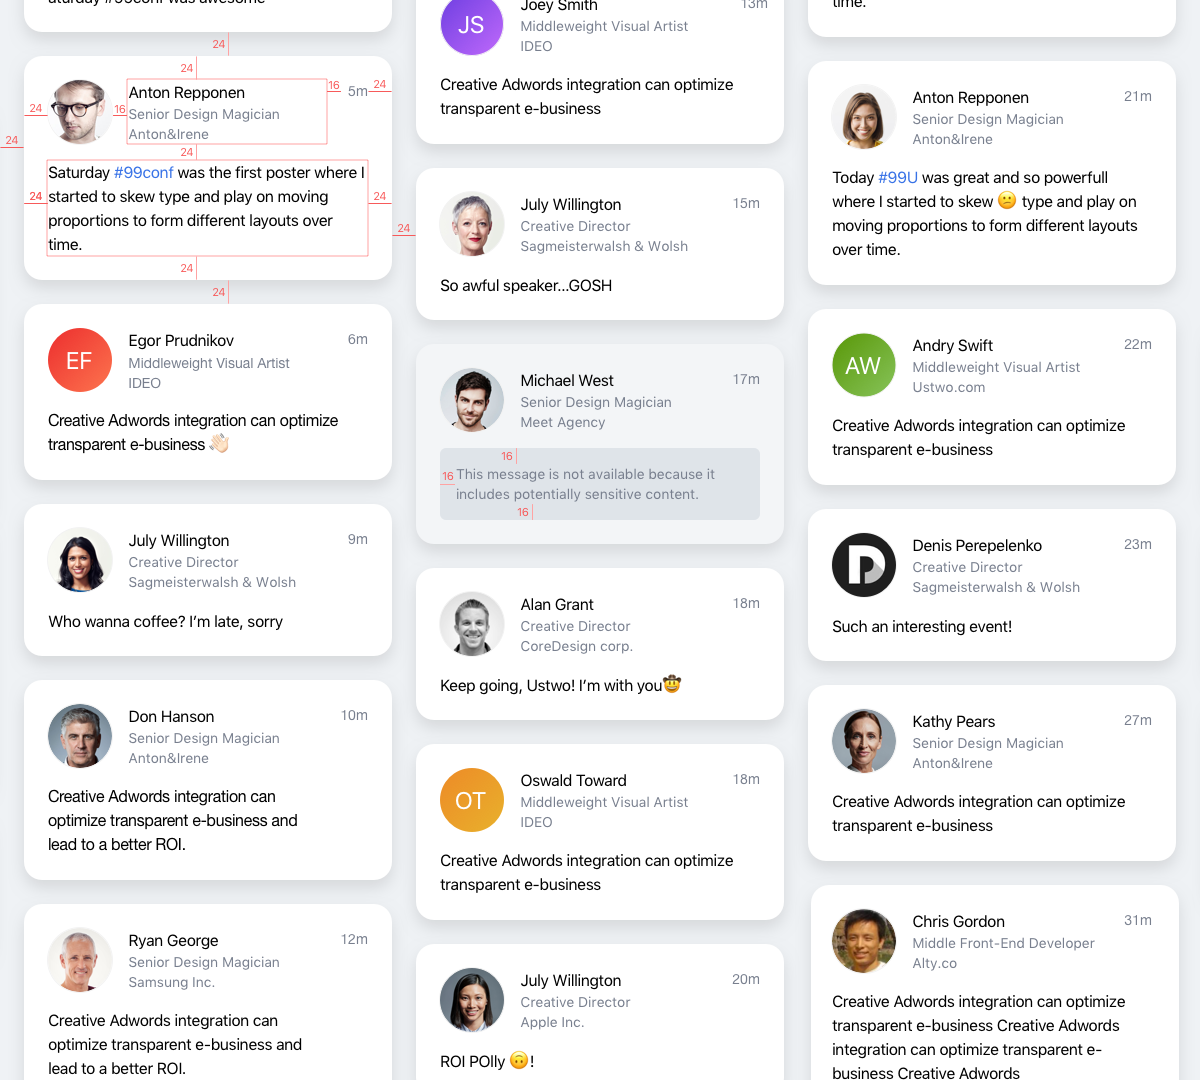 aturday #99conf was awesome
24
24
Anton Repponen
16
5m
24
24
16
Senior Design Magician
Anton&Irene
24
24
Saturday #99conf was the first poster where I
24
started to skew type and play on moving
24
proportions to form different layouts over
time.
24
24
24
Egor Prudnikov
6m
EF
Middleweight Visual Artist
IDEO
Creative Adwords integration can optimize
transparent e-business 👋🏻
July Willington
9m
Creative Director
Sagmeisterwalsh & Wolsh
Who wanna coffee? I’m late, sorry
Don Hanson
10m
Senior Design Magician
Anton&Irene
Creative Adwords integration can
optimize transparent e-business and
lead to a better ROI.
Ryan George
12m
Senior Design Magician
Samsung Inc.
Creative Adwords integration can
optimize transparent e-business and
lead to a better ROI.
Joey Smith
13m
JS
Middleweight Visual Artist
IDEO
Creative Adwords integration can optimize
transparent e-business
July Willington
15m
Creative Director
Sagmeisterwalsh & Wolsh
So awful speaker...GOSH
Michael West
17m
Senior Design Magician
Meet Agency
16
16
This message is not available because it
includes potentially sensitive content.
16
Alan Grant
18m
Creative Director
CoreDesign corp.
Keep going, Ustwo! I’m with you🤠
Oswald Toward
18m
OT
Middleweight Visual Artist
IDEO
Creative Adwords integration can optimize
transparent e-business
July Willington
20m
Creative Director
Apple Inc.
ROI POlly 🙃!
time.
Anton Repponen
21m
Senior Design Magician
Anton&Irene
Today #99U was great and so powerfull
where I started to skew 😕 type and play on
moving proportions to form different layouts
over time.
Andry Swift
22m
AW
Middleweight Visual Artist
Ustwo.com
Creative Adwords integration can optimize
transparent e-business
Denis Perepelenko
23m
D
Creative Director
Sagmeisterwalsh & Wolsh
Such an interesting event!
Kathy Pears
27m
Senior Design Magician
Anton&Irene
Creative Adwords integration can optimize
transparent e-business
Chris Gordon
31m
Middle Front-End Developer
Alty.co
Creative Adwords integration can optimize
transparent e-business Creative Adwords
integration can optimize transparent e-
business Creative Adwords